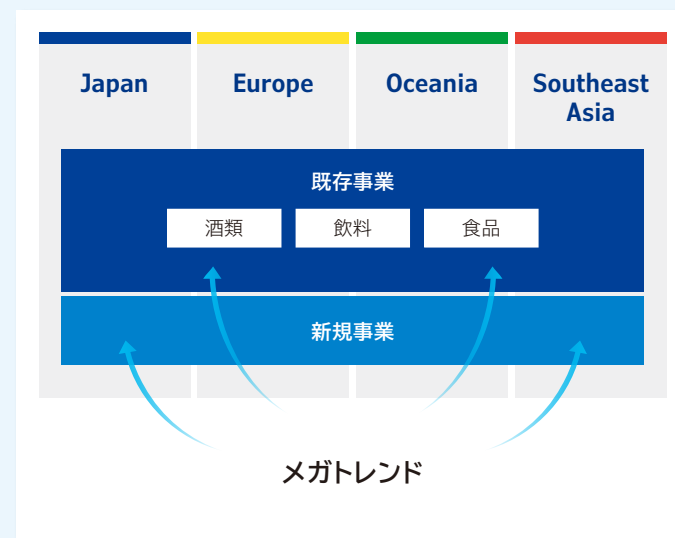 Japan
Europe
Oceania
Southeast
Asia
既存事業
酒類
飲料
食品
新規事業
メガトレンド